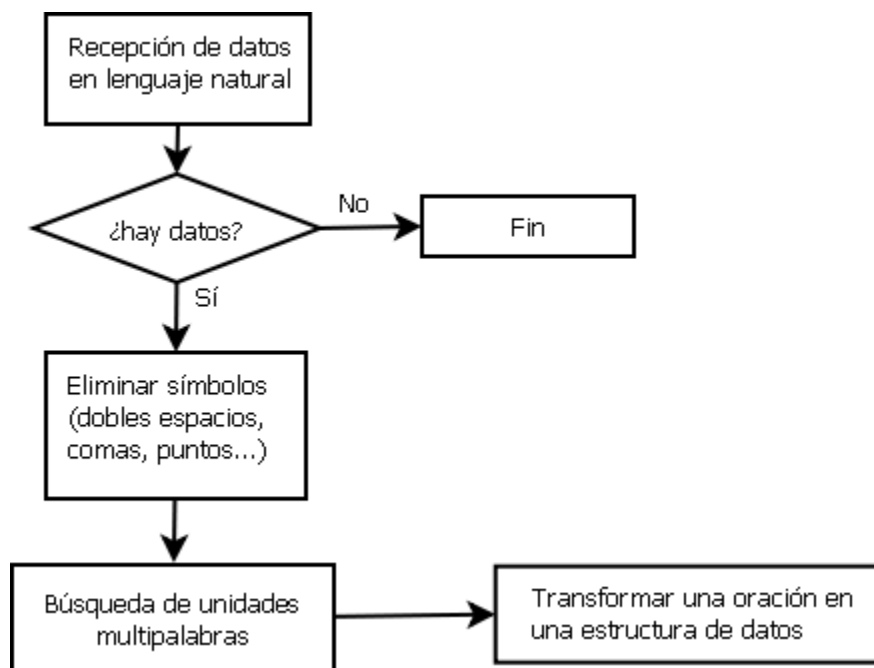 Recepción de datos
en lenguaje natural
¿hay datos?
No
Fin
Sí
Eliminar símbolos
(dobles espacios,
comas, puntos...)
Búsqueda de unidades
multipalabras
Transformar una oración en
una estructura de datos